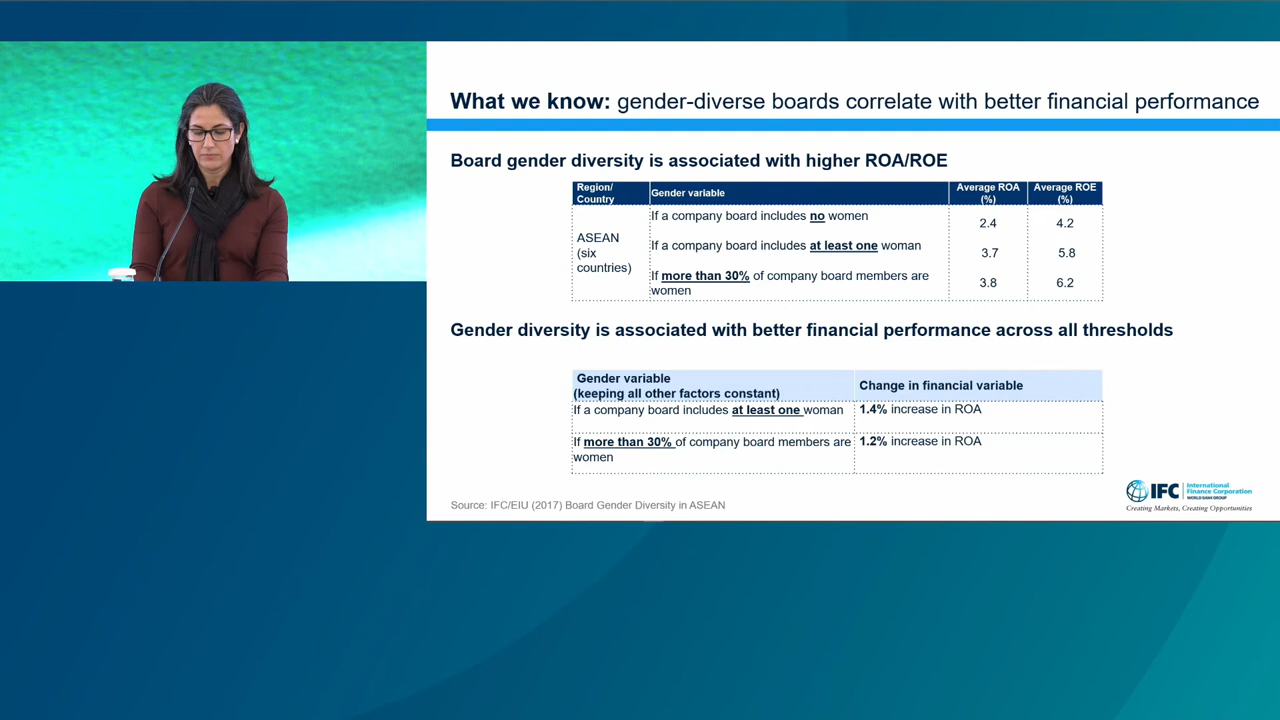 What we know: gender-diverse boards correlate with better financial performance
Board gender diversity is associated with higher ROA/ROE
Region/
Country
Gender variable
Average ROA
(%)
Average ROE
(%)
ASEAN
(six
countries)
If a company board includes no women
2.4
4.2
If a company board includes at least one woman
3.7
5.8
If more than 30% of company board members are
women
3.8
6.2
Gender diversity is associated with better financial performance across all thresholds
Gender variable
(keeping all other factors constant)
Change in financial variable
If a company board includes at least one woman
1.4% increase in ROA
If more than 30% of company board members are
women
1.2% increase in ROA
Source: IFC/EIU (2017) Board Gender Diversity in ASEAN
IFC
International
Finance Corporation
WORLD BANK GROUP
Creating Markets, Creating Opportunities